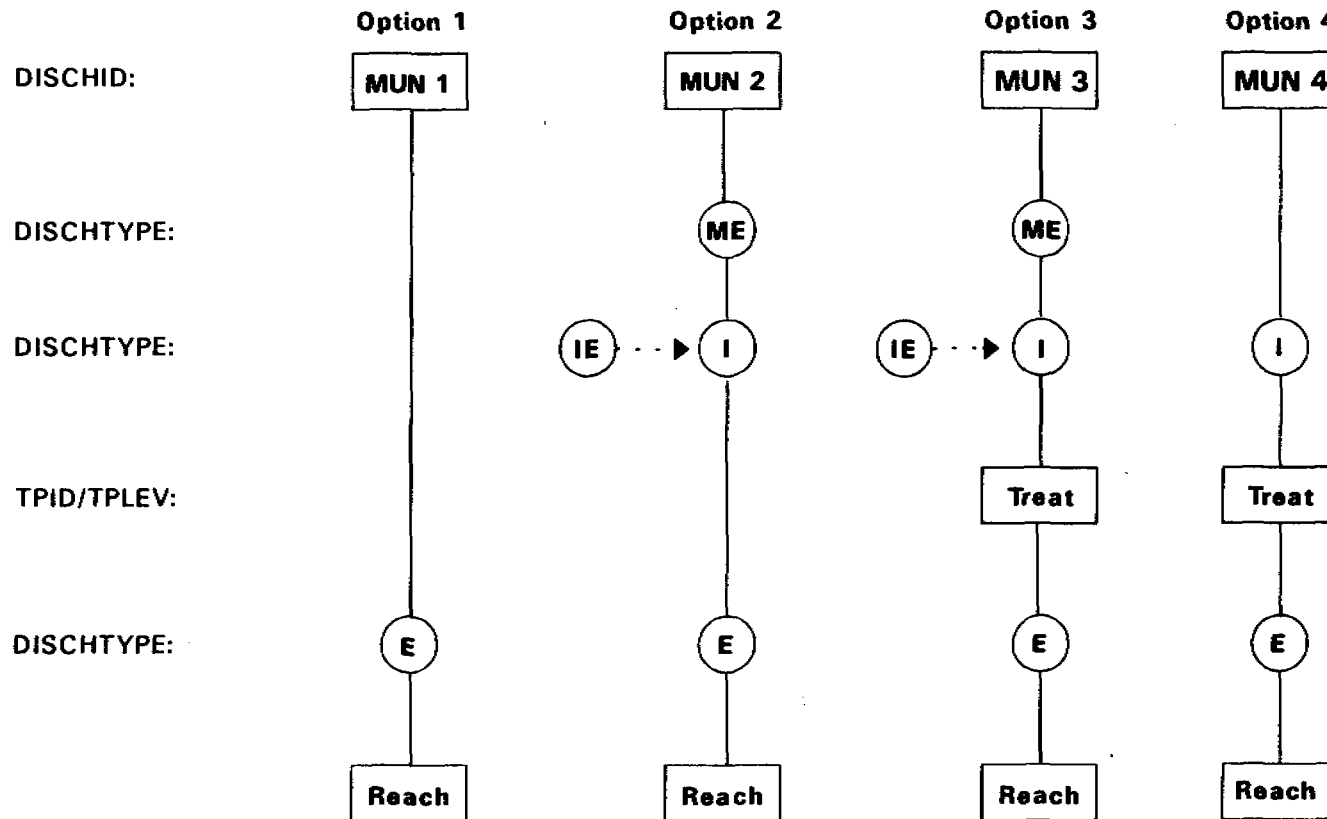 Option 1 Option 2 Option 3 Option 4
DISCHID: MUN 1 MUN 2 MUN 3 MUN 4
DISCHTYPE: ME ME
DISCHTYPE: IE I IE I I
TPID/TPLEV: Treat Treat
DISCHTYPE: E E E E
Reach Reach Reach Reach